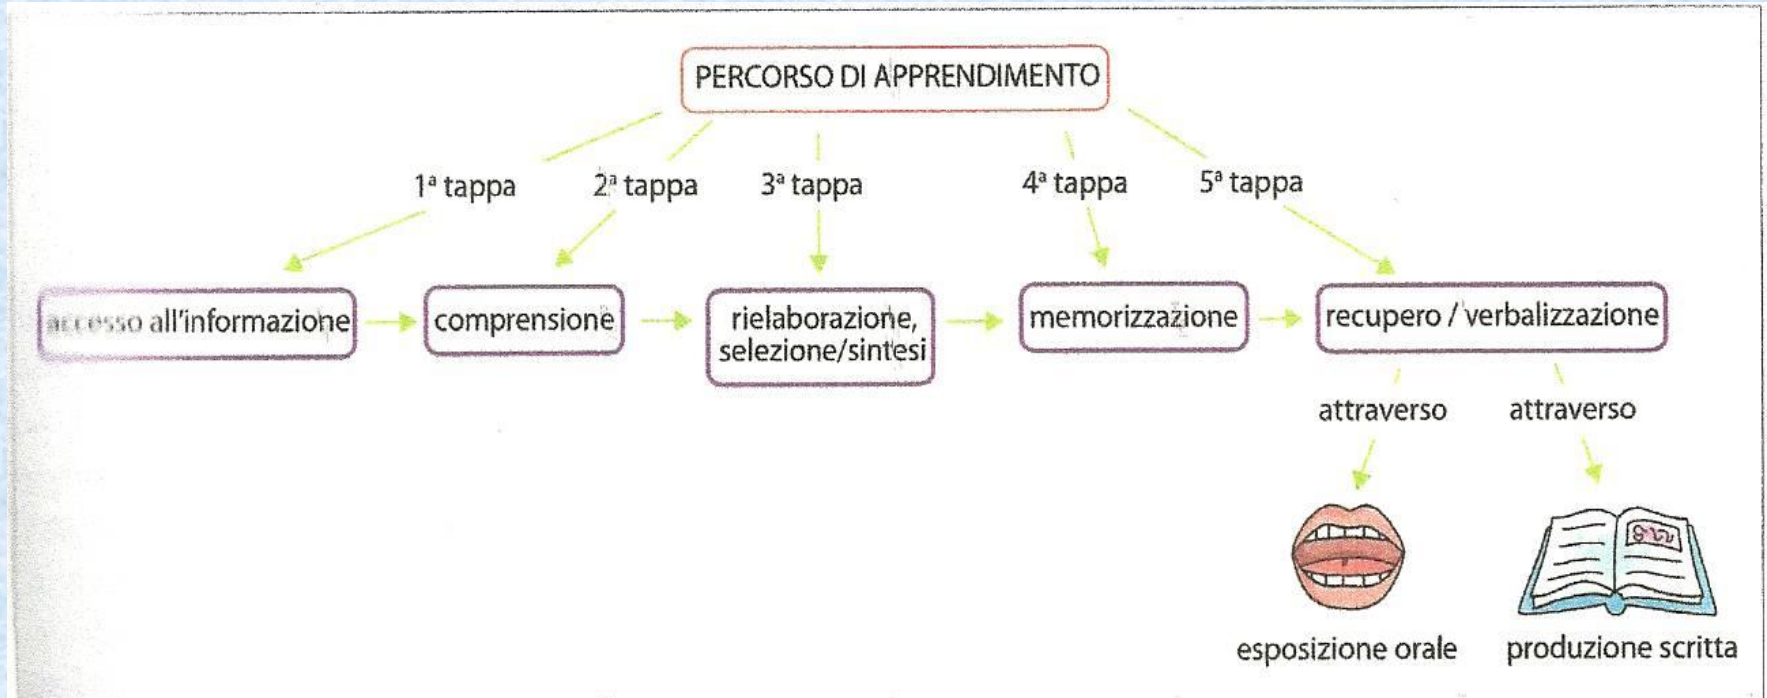 PERCORSO DI APPRENDIMENTO
1ª tappa
2ª tappa
3ª tappa
4ª tappa
5ª tappa
accesso all'informazione
comprensione
rielaborazione,
selezione/sintesi
memorizzazione
recupero / verbalizzazione
attraverso
attraverso
esposizione orale
produzione scritta